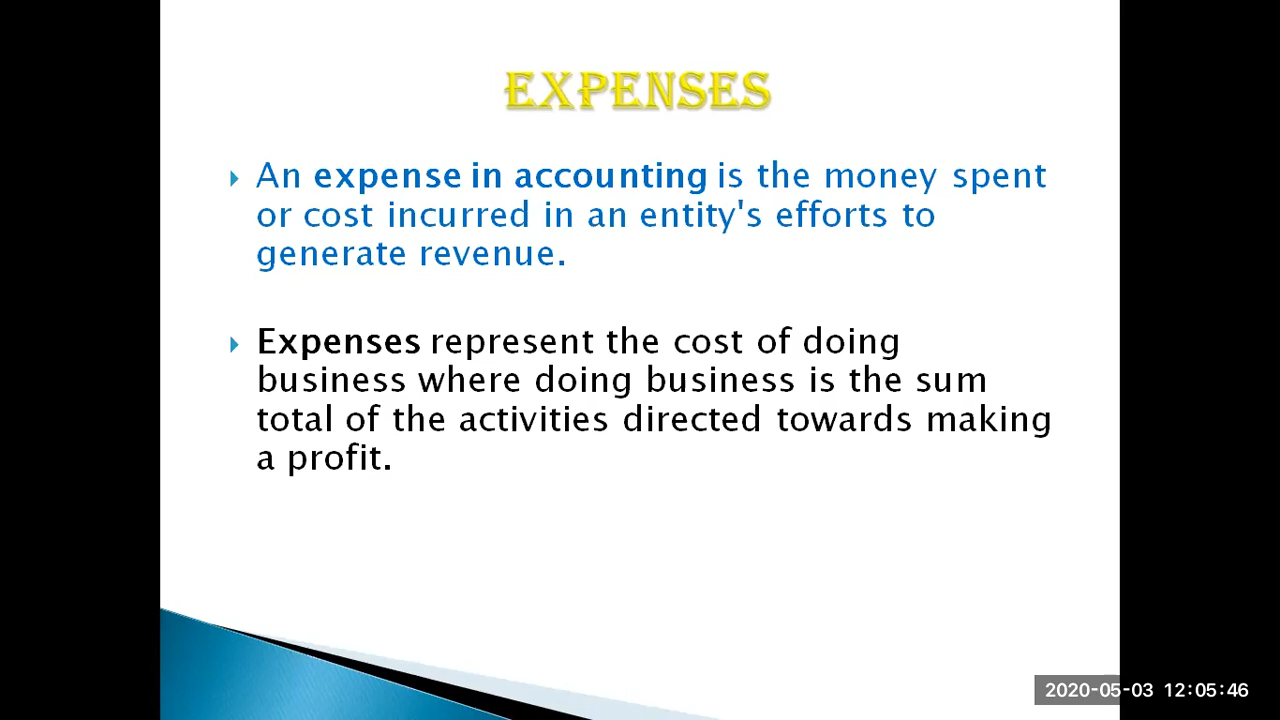 EXPENSES
An expense in accounting is the money spent
or cost incurred in an entity's efforts to
generate revenue.
Expenses represent the cost of doing
business where doing business is the sum
total of the activities directed towards making
a profit.
2020-05-03 12:05:46